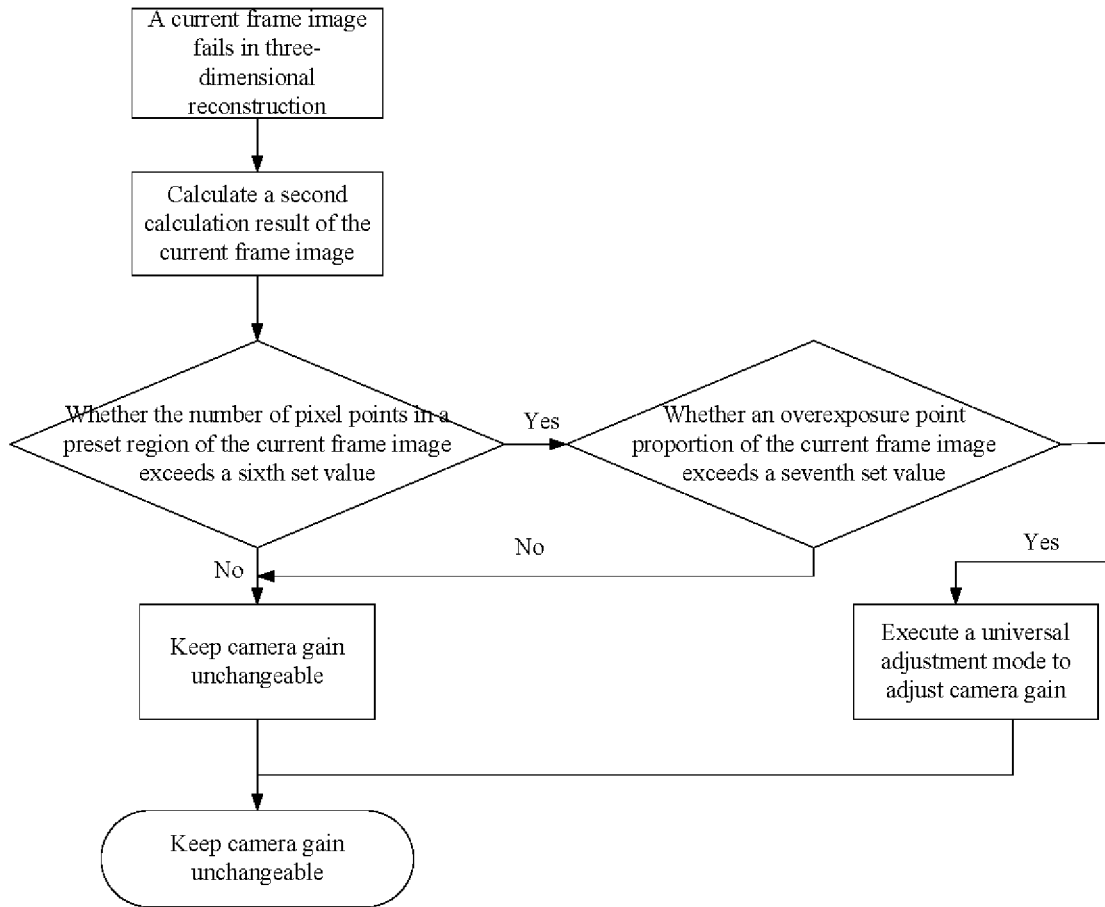 A current frame image
fails in three-
dimensional
reconstruction
Calculate a second
calculation result of the
current frame image
Whether the number of pixel points in a
preset region of the current frame image
exceeds a sixth set value
Yes
Whether an overexposure point
proportion of the current frame image
exceeds a seventh set value
No
No
Yes
Keep camera gain
unchangeable
Execute a universal
adjustment mode to
adjust camera gain
Keep camera gain
unchangeable